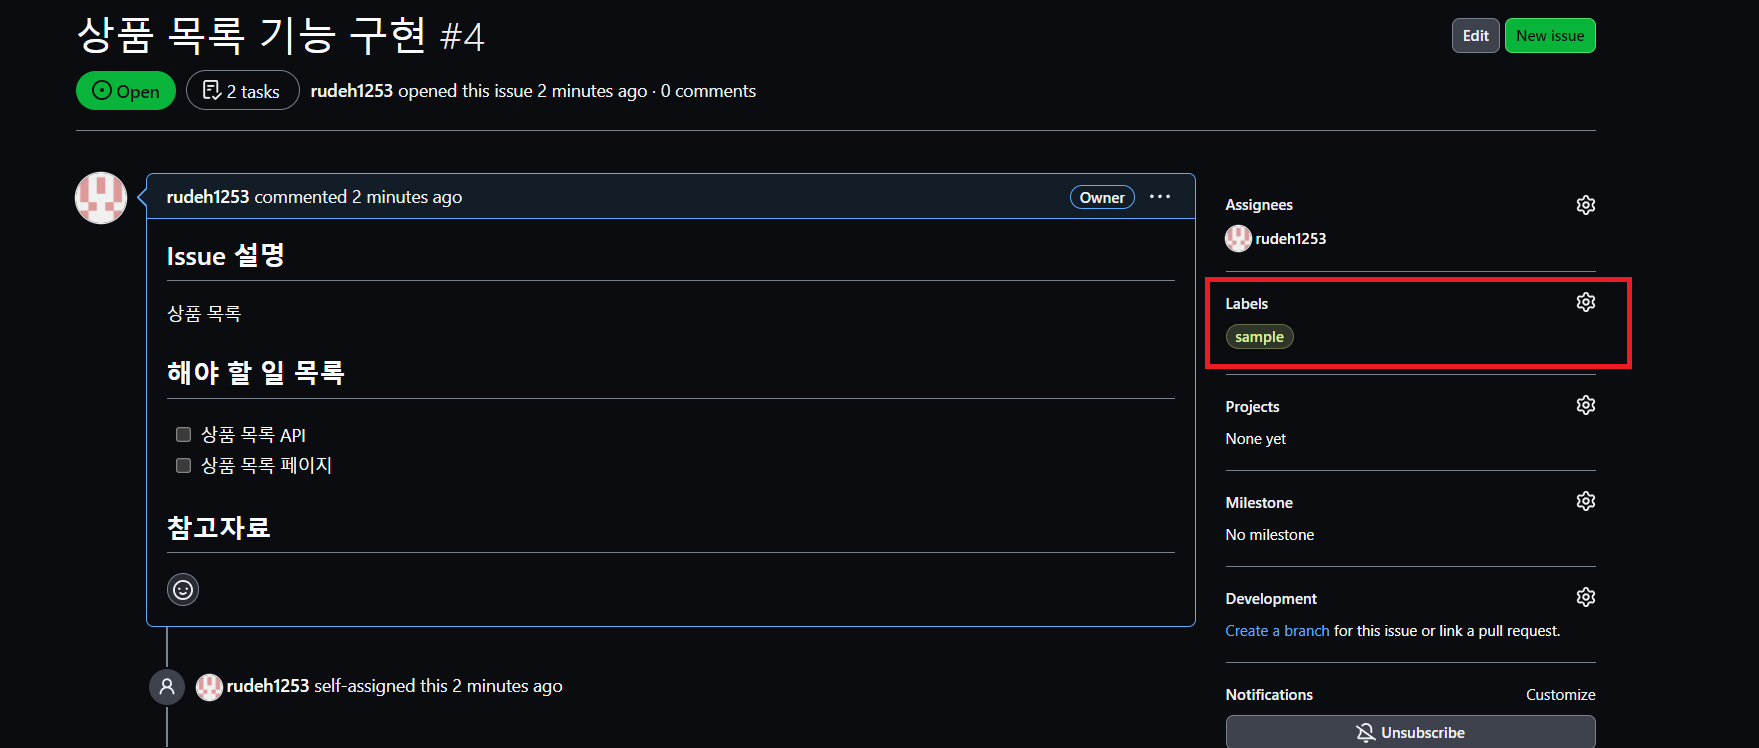 상품 목록 기능 구현 #4
Edit
New issue
Open
2 tasks
rudeh1253 opened this issue 2 minutes ago · 0 comments
rudeh1253 commented 2 minutes ago
Owner
Issue 설명
상품 목록
해야 할 일 목록
상품 목록 API
상품 목록 페이지
참고자료
rudeh1253 self-assigned this 2 minutes ago
Assignees
rudeh1253
Labels
sample
Projects
None yet
Milestone
No milestone
Development
Create a branch for this issue or link a pull request.
Notifications
Customize
Unsubscribe